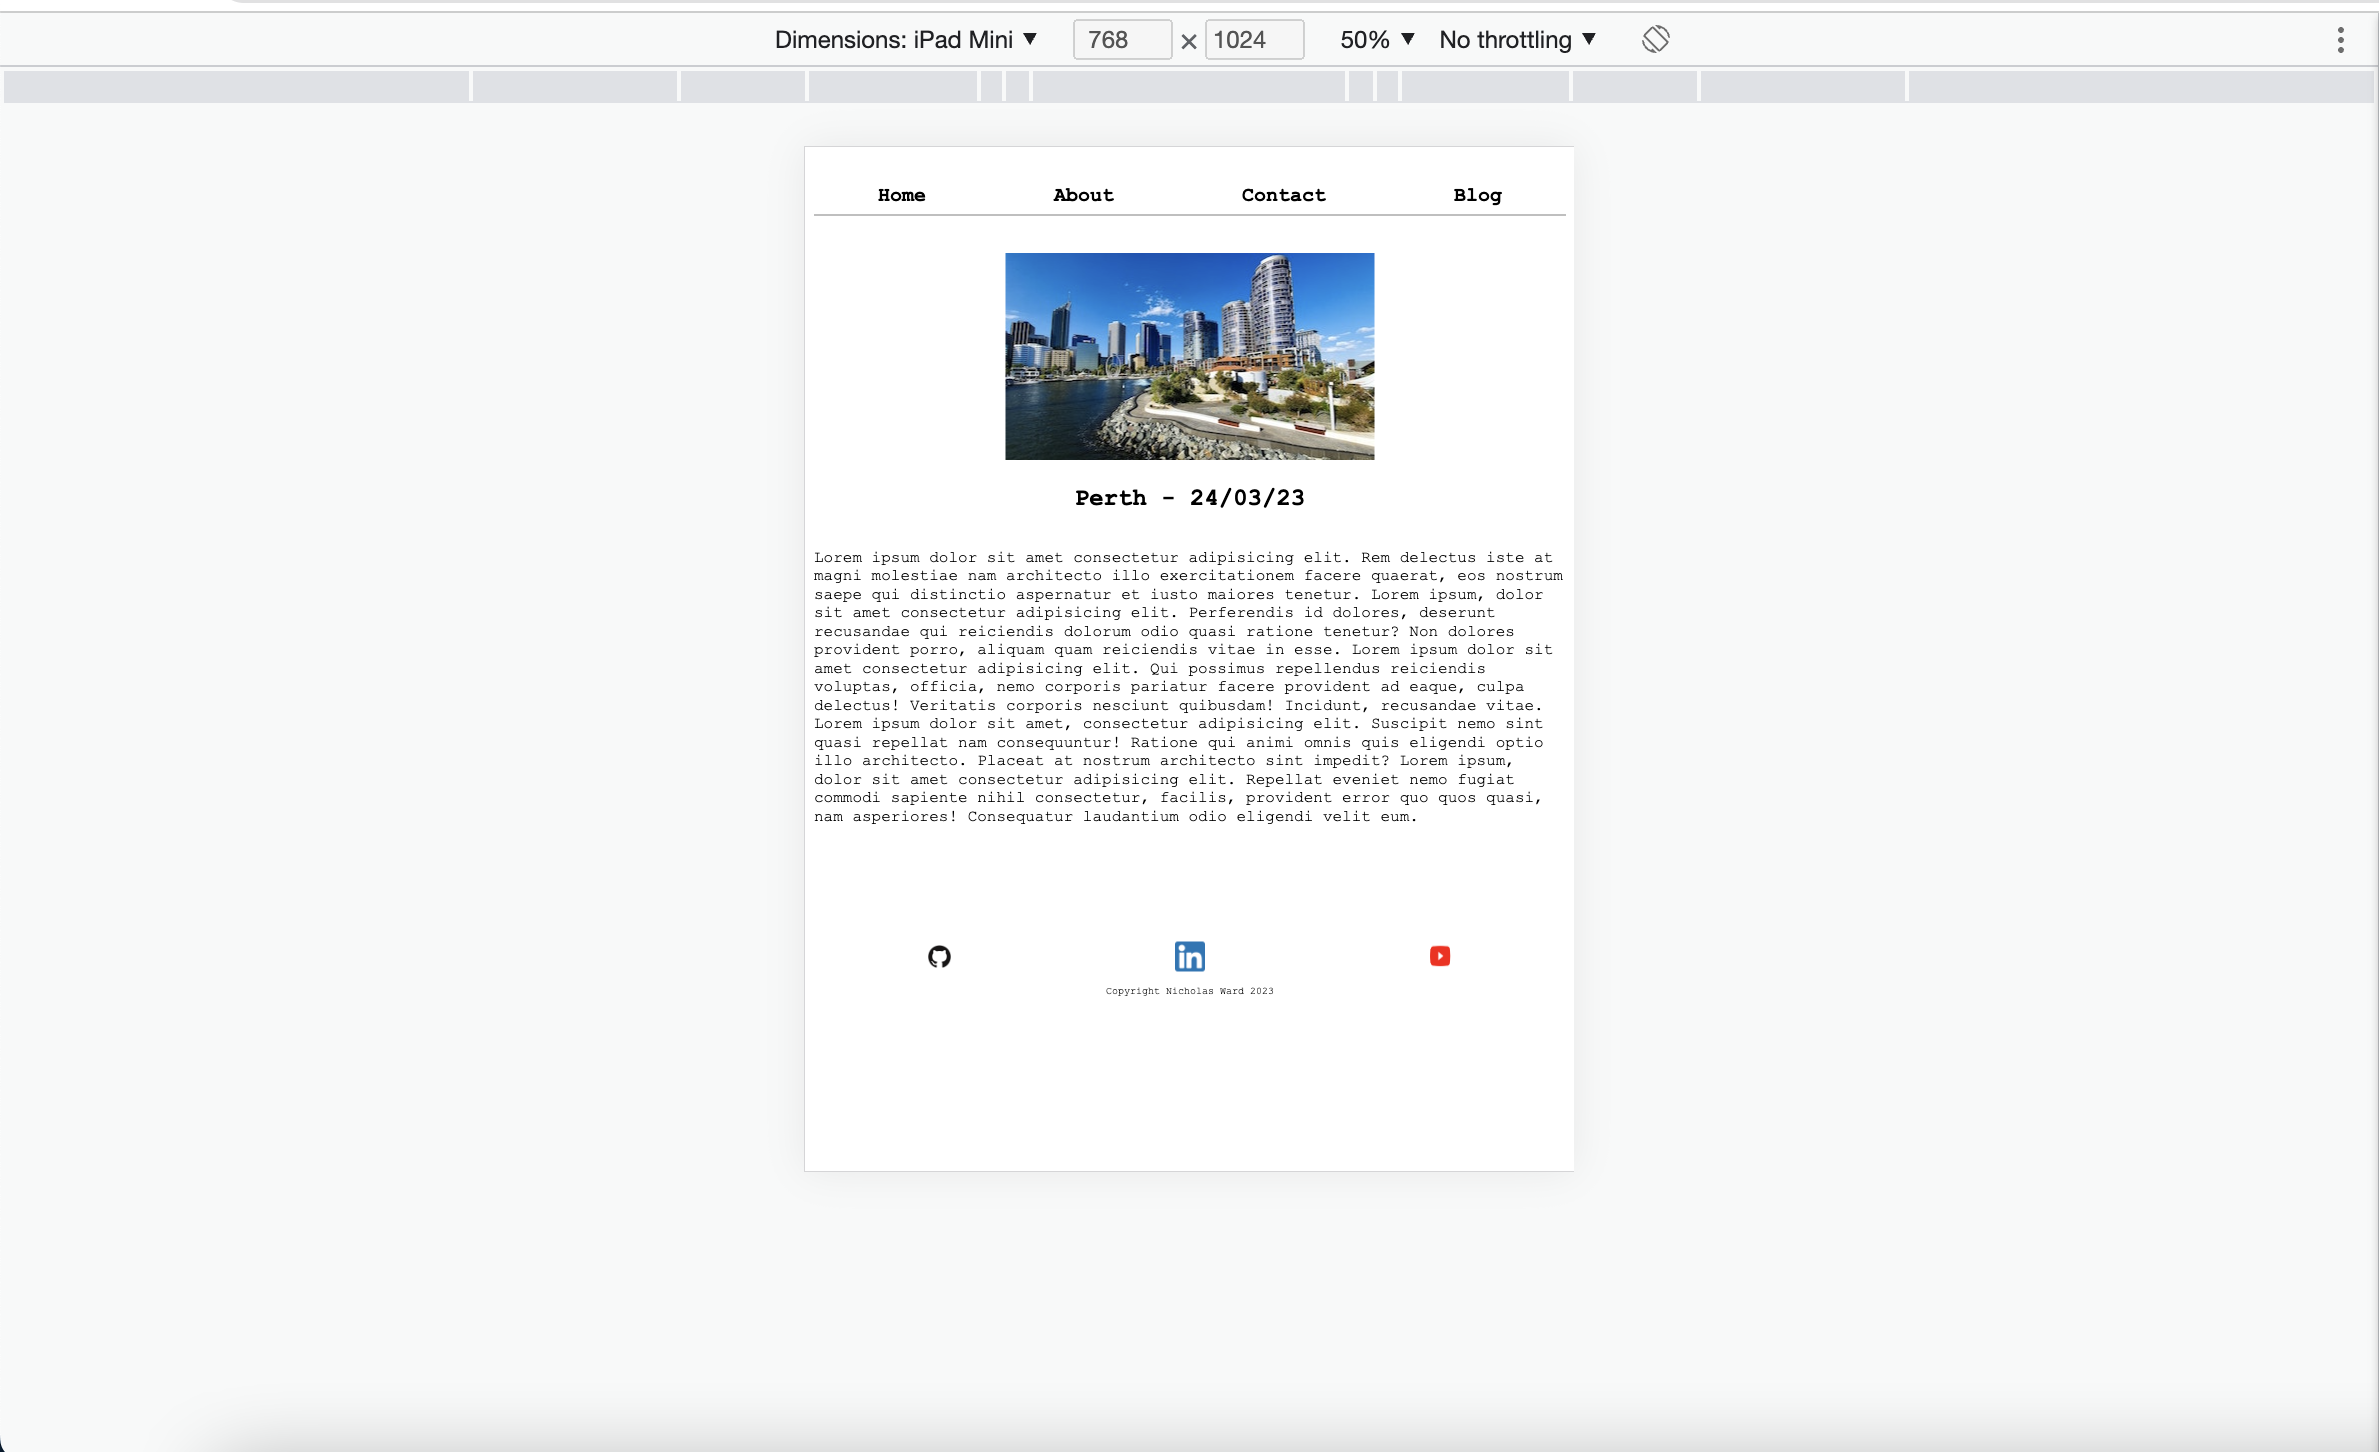 Dimensions: iPad Mini ▼ 768 × 1024 50% ▼ No throttling ▼
Home About Contact Blog
Perth - 24/03/23
Lorem ipsum dolor sit amet consectetur adipisicing elit. Rem delectus iste at
magni molestiae nam architecto illo exercitationem facere quaerat, eos nostrum
saepe qui distinctio aspernatur et iusto maiores tenetur. Lorem ipsum, dolor
sit amet consectetur adipisicing elit. Perferendis id dolores, deserunt
recusandae qui reiciendis dolorum odio quasi ratione tenetur? Non dolores
provident porro, aliquam quam reiciendis vitae in esse. Lorem ipsum dolor sit
amet consectetur adipisicing elit. Qui possimus repellendus reiciendis
voluptas, officia, nemo corporis pariatur facere provident ad eaque, culpa
delectus! Veritatis corporis nesciunt quibusdam! Incidunt, recusandae vitae.
Lorem ipsum dolor sit amet, consectetur adipisicing elit. Suscipit nemo sint
quasi repellat nam consequuntur! Ratione qui animi omnis quis eligendi optio
illo architecto. Placeat at nostrum architecto sint impedit? Lorem ipsum,
dolor sit amet consectetur adipisicing elit. Repellat eveniet nemo fugiat
commodi sapiente nihil consectetur, facilis, provident error quo quos quasi,
nam asperiores! Consequatur laudantium odio eligendi velit eum.
in
Copyright Nicholas Ward 2023